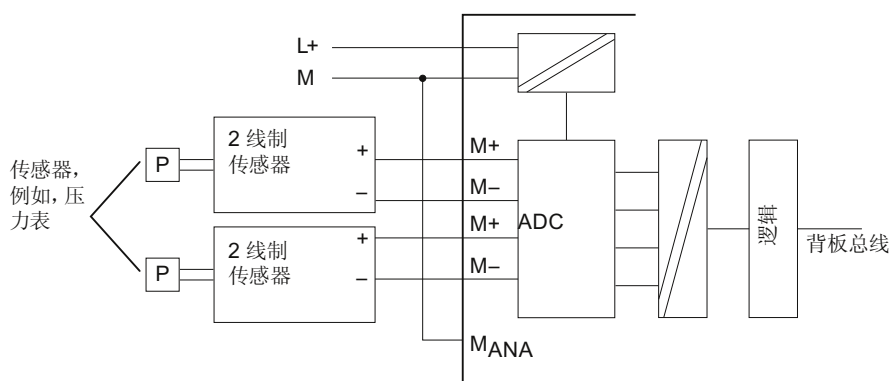 L+
M
传感器，
例如，压
力表
P
2 线制
传感器
+
–
M+
M–
P
2 线制
传感器
+
–
M+
M–
ADC
逻辑
背板总线
MANA